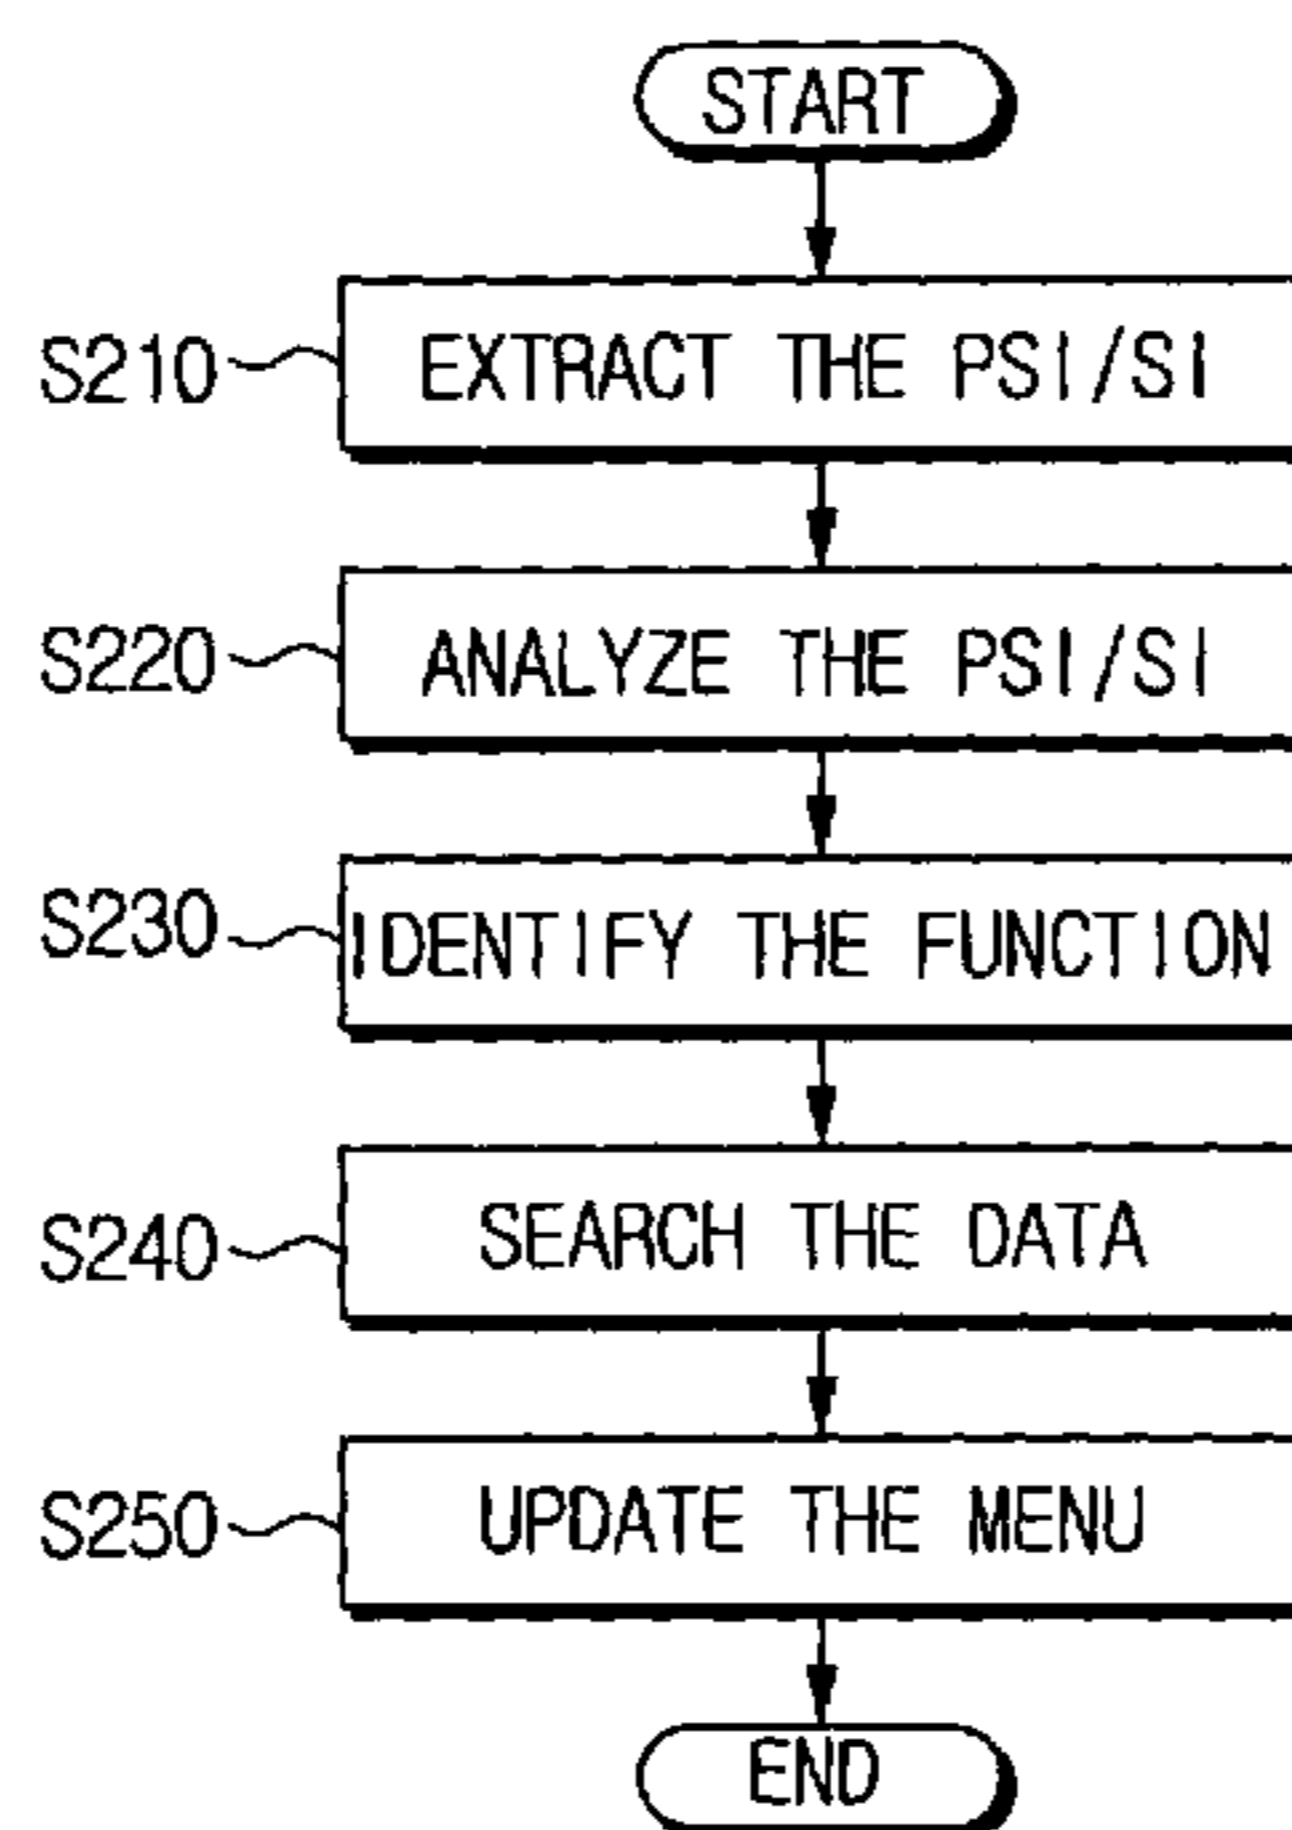 START
S210 EXTRACT THE PSI/SI
S220 ANALYZE THE PSI/SI
S230 IDENTIFY THE FUNCTION
S240 SEARCH THE DATA
S250 UPDATE THE MENU
END